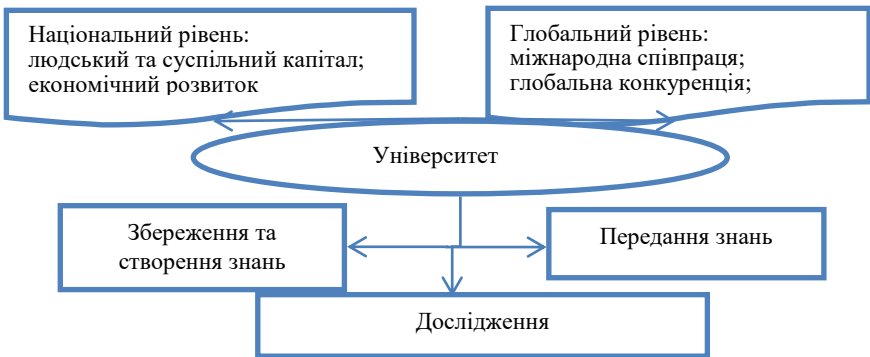 Національний рівень:
людський та суспільний капітал;
економічний розвиток
Глобальний рівень:
міжнародна співпраця;
глобальна конкуренція;
Університет
Збереження та
створення знань
Передання знань
Дослідження